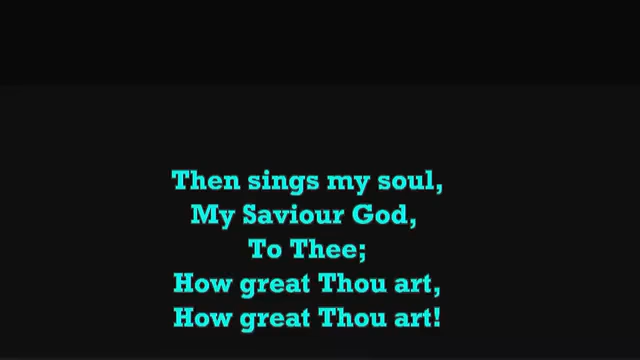 Then sings my soul,
My Saviour God,
To Thee;
How great Thou art,
How great Thou art!